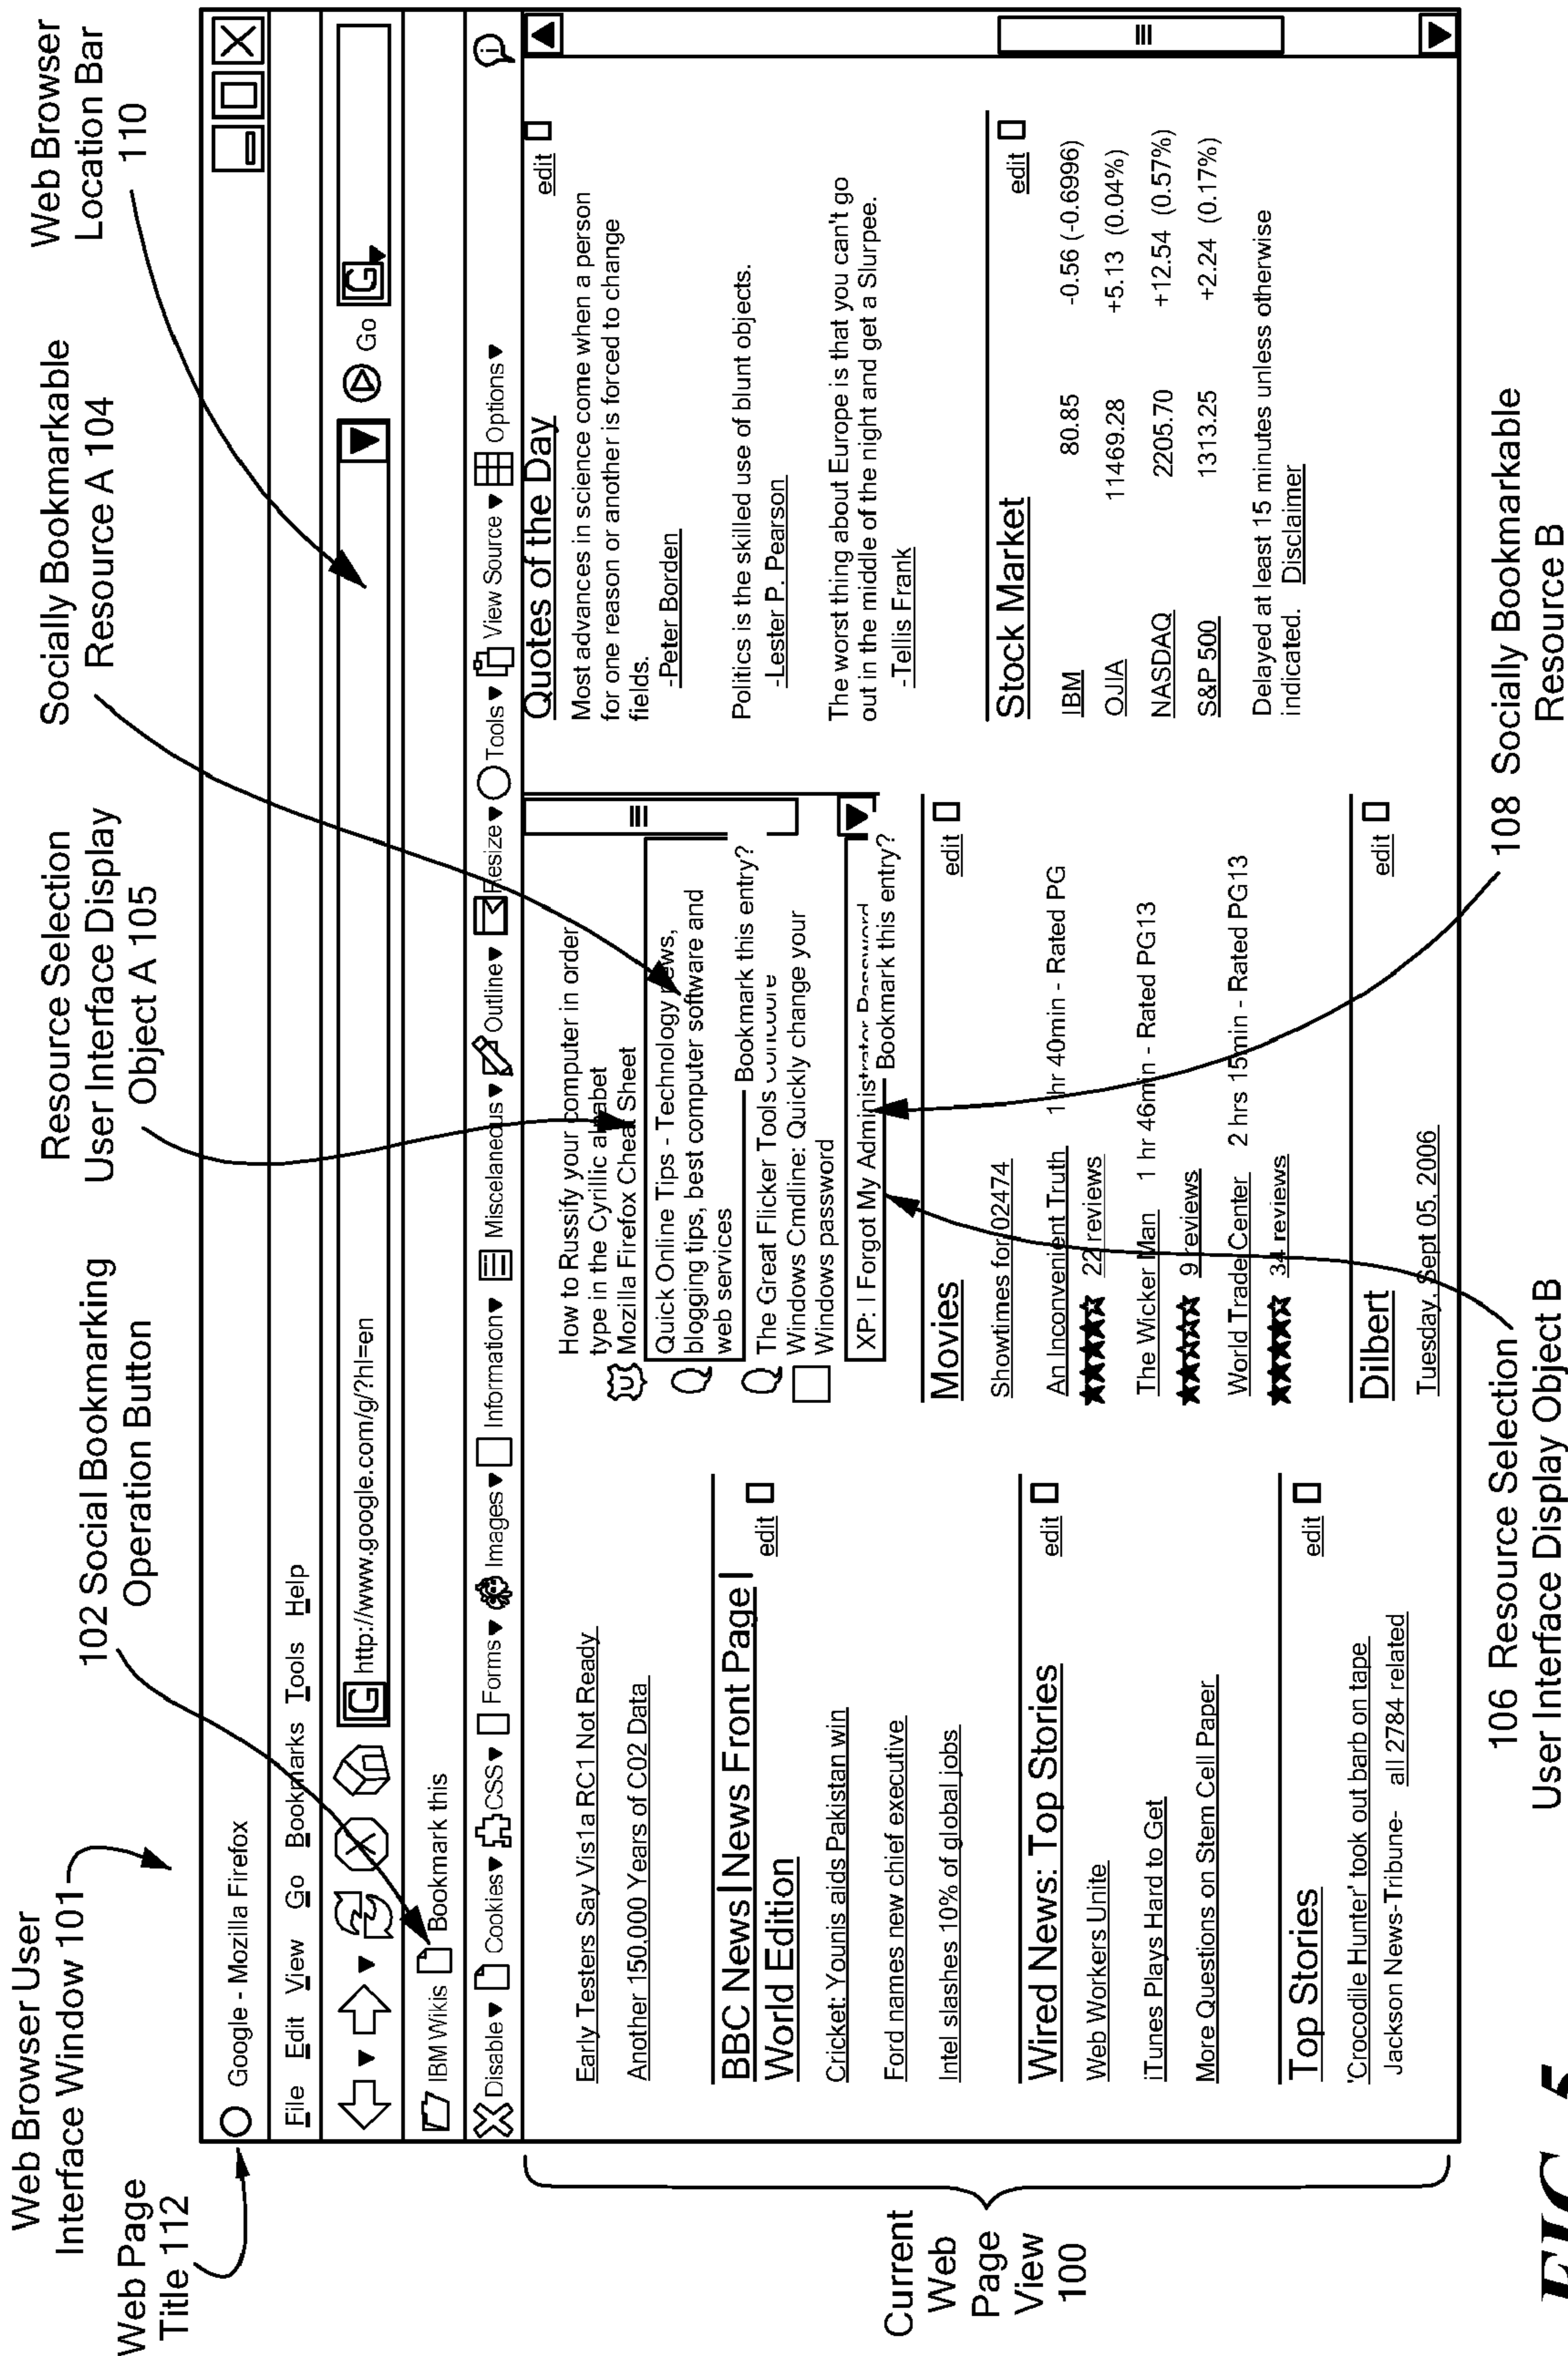 Web Browser User
Interface Window 101
Web Page
Title 112
102 Social Bookmarking
Operation Button
Resource Selection
User Interface Display
Object A 105
Socially Bookmarkable
Resource A 104
Web Browser
Location Bar
110
Google - Mozilla Firefox
File Edit View Go Bookmarks Tools Help
G http://www.google.com/g/?hl=en Go G
IBM Wikis Bookmark this
Disable Cookies CSS Forms Images Information Miscelaneous Outline Resize Tools View Source Options i
Current
Web
Page
View
100
Early Testers Say Vis1a RC1 Not Ready
Another 150,000 Years of C02 Data
BBC News | News Front Page |
World Edition
edit
Cricket: Younis aids Pakistan win
Ford names new chief executive
Intel slashes 10% of global jobs
Wired News: Top Stories
edit
Web Workers Unite
iTunes Plays Hard to Get
More Questions on Stem Cell Paper
Top Stories
edit
'Crocodile Hunter' took out barb on tape
Jackson News-Tribune- all 2784 related
How to Russify your computer in order
type in the Cyrillic alphabet
Mozilla Firefox Cheat Sheet
Quick Online Tips - Technology news,
blogging tips, best computer software and
web services
Bookmark this entry?
The Great Flicker Tools
Windows Cmdline: Quickly change your
Windows password
XP: I Forgot My Administrator Password
Bookmark this entry?
Movies
edit
Showtimes for 02474
An Inconvenient Truth 1 hr 40min - Rated PG
22 reviews
The Wicker Man 1 hr 46min - Rated PG13
9 reviews
World Trade Center 2 hrs 15min - Rated PG13
34 reviews
Dilbert
edit
Tuesday, Sept 05, 2006
Quotes of the Day
edit
Most advances in science come when a person
for one reason or another is forced to change
fields.
-Peter Borden
Politics is the skilled use of blunt objects.
-Lester P. Pearson
The worst thing about Europe is that you can't go
out in the middle of the night and get a Slurpee.
-Tellis Frank
Stock Market
edit
IBM 80.85 -0.56 (-0.6996)
OJIA 11469.28 +5.13 (0.04%)
NASDAQ 2205.70 +12.54 (0.57%)
S&P 500 1313.25 +2.24 (0.17%)
Delayed at least 15 minutes unless otherwise
indicated. Disclaimer
106 Resource Selection
User Interface Display Object B
108 Socially Bookmarkable
Resource B
FIG. 5